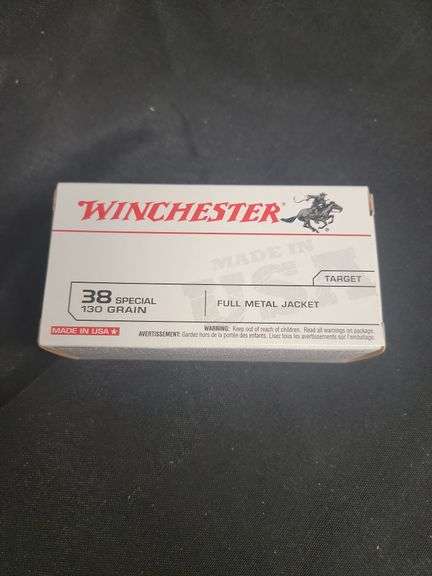 WINCHESTER
MADE IN
USA
TARGET
38 SPECIAL
130 GRAIN
FULL METAL JACKET
MADE IN USA
WARNING: Keep out of reach of children. Read all warnings on package.
AVERTISSEMENT: Gardez hors de la portée des enfants. Lisez tous les avertissements sur l'emballage.